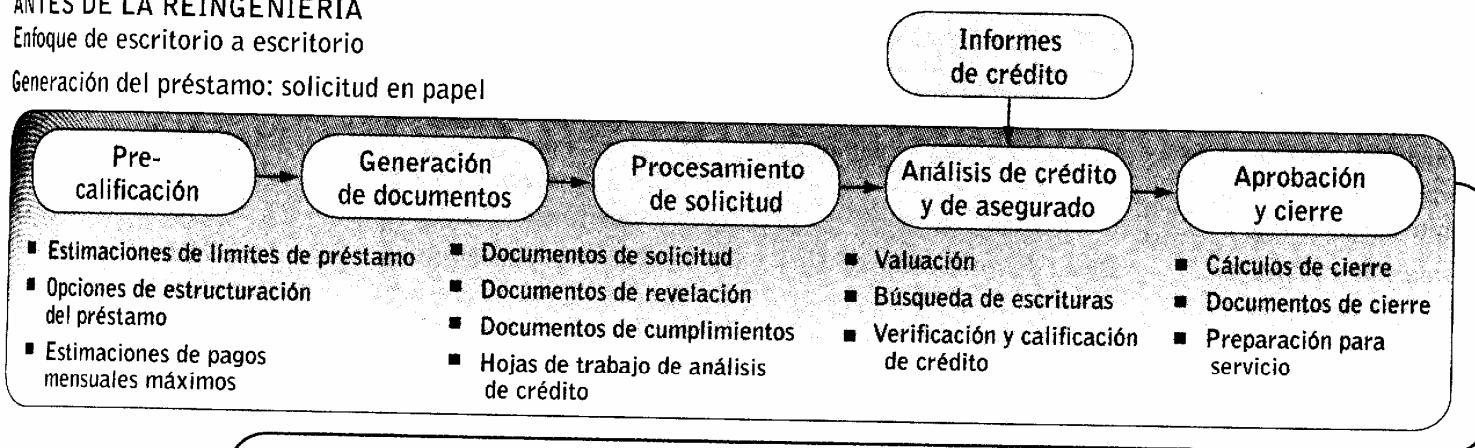 ANTES DE LA REINGENIERÍA
Enfoque de escritorio a escritorio
Generación del préstamo: solicitud en papel
Informes
de crédito
Pre-
calificación
Generación
de documentos
Procesamiento
de solicitud
Análisis de crédito
y de asegurado
Aprobación
y cierre
■ Estimaciones de límites de préstamo
■ Opciones de estructuración
del préstamo
■ Estimaciones de pagos
mensuales máximos
■ Documentos de solicitud
■ Documentos de revelación
■ Documentos de cumplimientos
■ Hojas de trabajo de análisis
de crédito
■ Valuación
■ Búsqueda de escrituras
■ Verificación y calificación
de crédito
■ Cálculos de cierre
■ Documentos de cierre
■ Preparación para
servicio